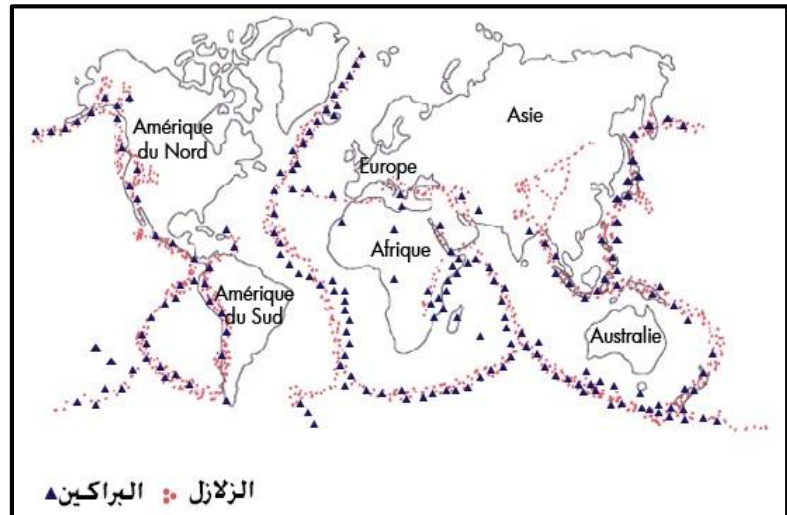 Amérique
du Nord
Europe
Asie
Afrique
Amérique
du Sud
Australie
الزلازل البراكين